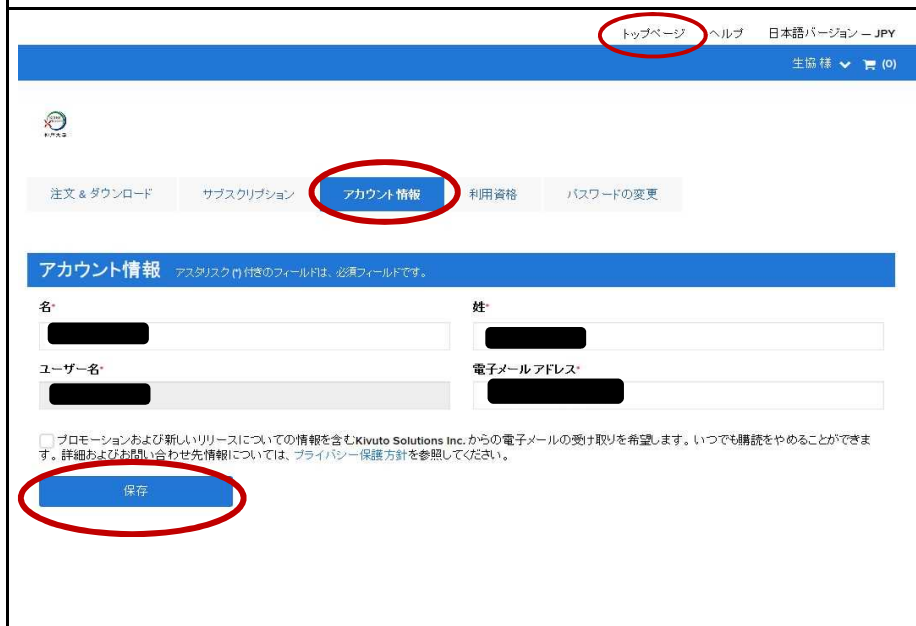 トップページ ヘルプ 日本語バージョン — JPY
生協 様 (0)
注文 & ダウンロード サブスクリプション アカウント情報 利用資格 パスワードの変更
アカウント情報 アスタリスク (*) 付きのフィールドは、必須フィールドです。
名* 姓*
ユーザー名* 電子メール アドレス*
プロモーションおよび新しいリリースについての情報を含むKivuto Solutions Inc. からの電子メールの受け取りを希望します。いつでも購読をやめることができま
す。詳細およびお問い合わせ先情報については、プライバシー保護方針を参照してください。
保存